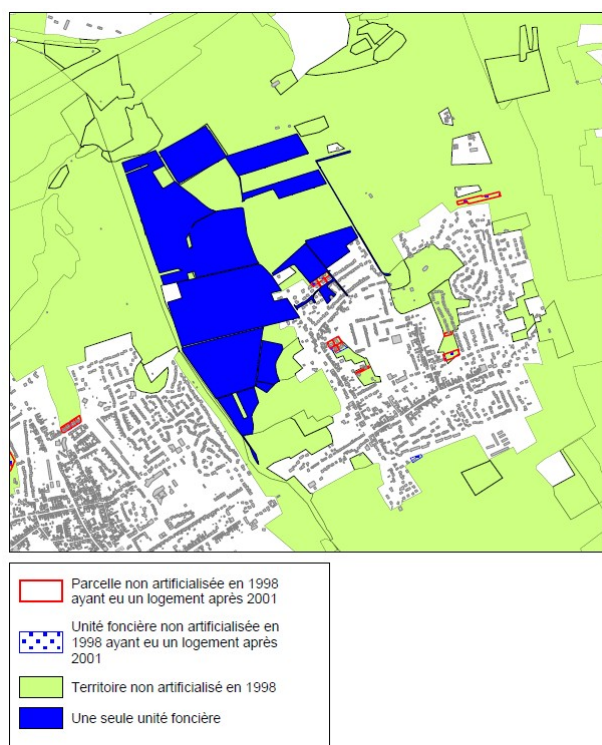 Parcelle non artificialisée en 1998
ayant eu un logement après 2001
Unité foncière non artificialisée en
1998 ayant eu un logement après
2001
Territoire non artificialisé en 1998
Une seule unité foncière